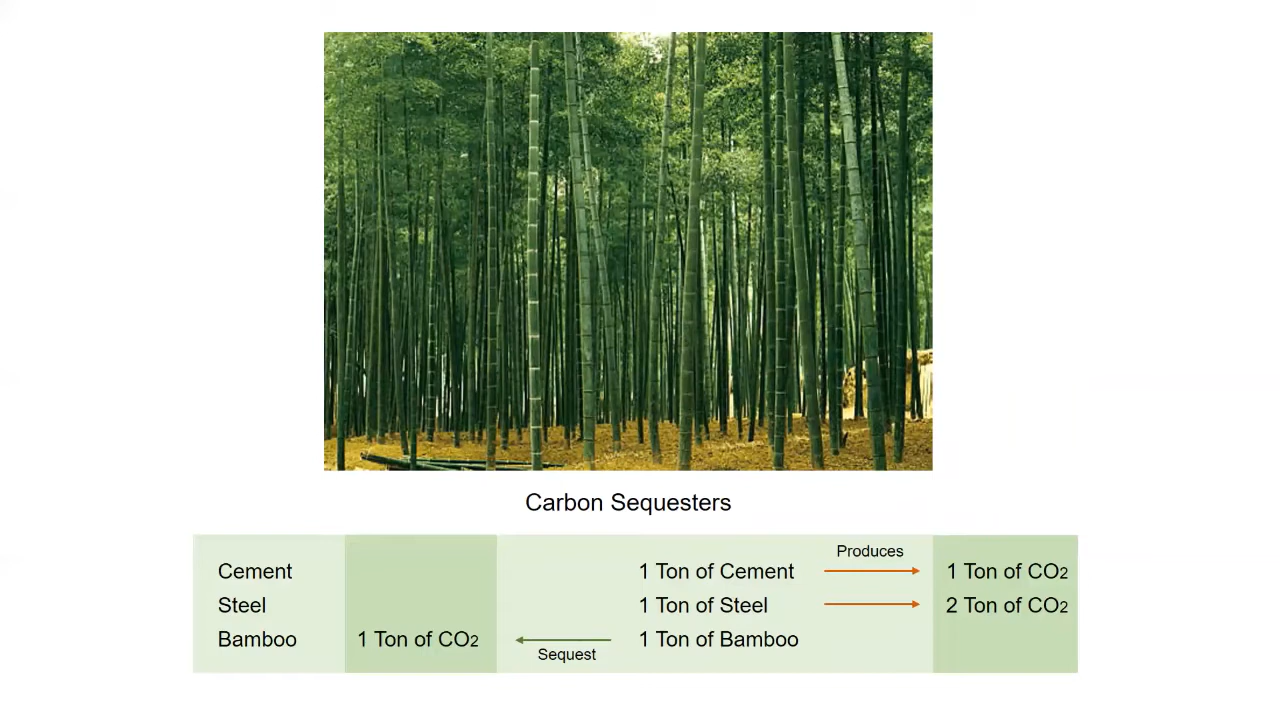 Carbon Sequesters
Produces
Cement 1 Ton of Cement 1 Ton of CO2
Steel 1 Ton of Steel 2 Ton of CO2
Bamboo 1 Ton of CO2 1 Ton of Bamboo
Sequest